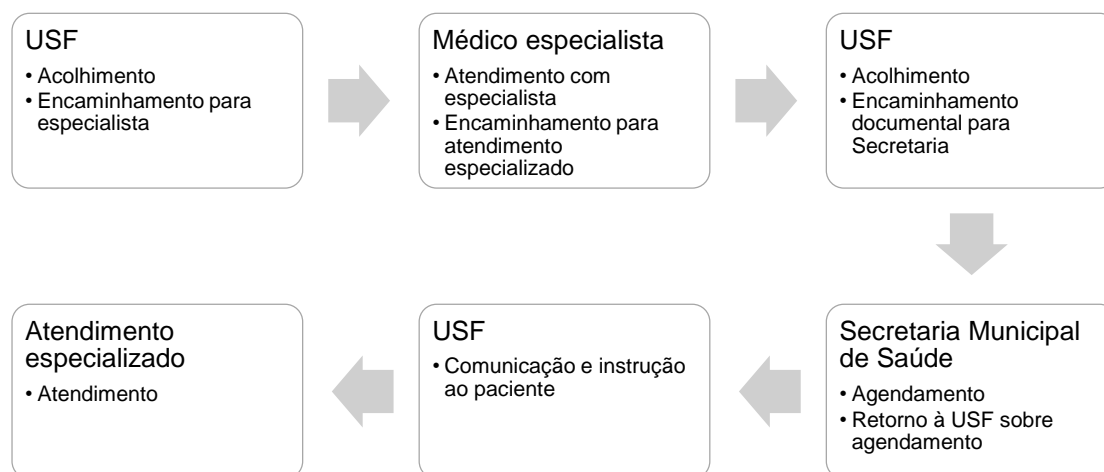 USF
• Acolhimento
• Encaminhamento para
especialista
Médico especialista
• Atendimento com
especialista
• Encaminhamento para
atendimento
especializado
USF
• Acolhimento
• Encaminhamento
documental para
Secretaria
Secretaria Municipal
de Saúde
• Agendamento
• Retorno à USF sobre
agendamento
USF
• Comunicação e instrução
ao paciente
Atendimento
especializado
• Atendimento